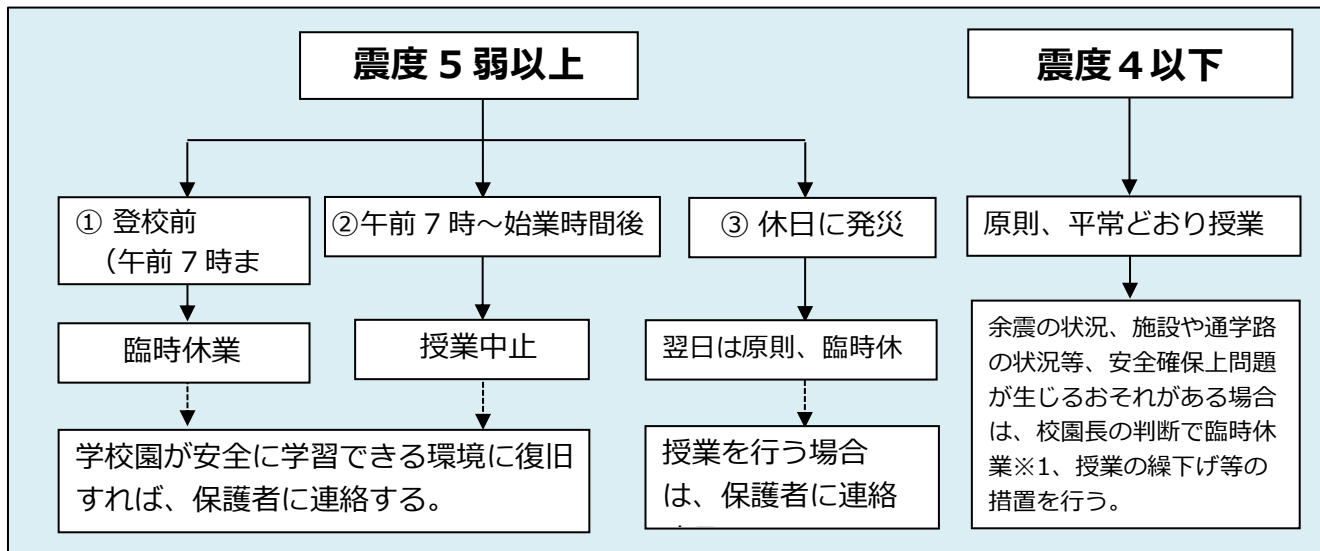 震度５弱以上
震度４以下
① 登校前
（午前７時ま
②午前７時～始業時間後
③ 休日に発災
原則、平常どおり授業
臨時休業
授業中止
翌日は原則、臨時休
余震の状況、施設や通学路
の状況等、安全確保上問題
が生じるおそれがある場合
は、校園長の判断で臨時休
業※1、授業の繰下げ等の
措置を行う。
学校園が安全に学習できる環境に復旧
すれば、保護者に連絡する。
授業を行う場合
は、保護者に連絡